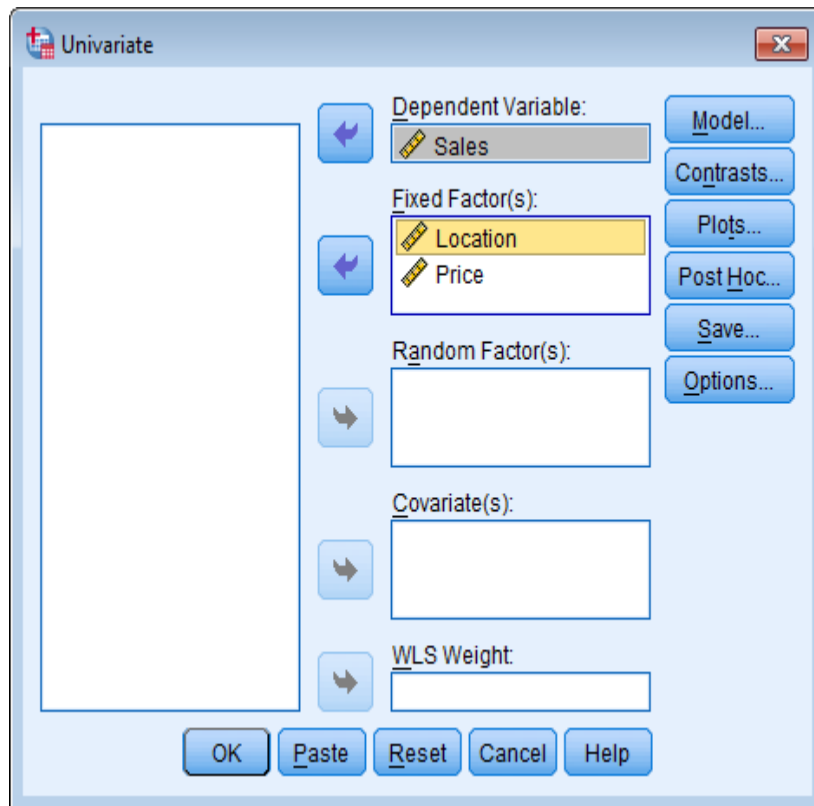 Univariate
Dependent Variable:
Sales
Fixed Factor(s):
Location
Price
Random Factor(s):
Covariate(s):
WLS Weight:
Model...
Contrasts...
Plots...
Post Hoc...
Save...
Options...
OK Paste Reset Cancel Help